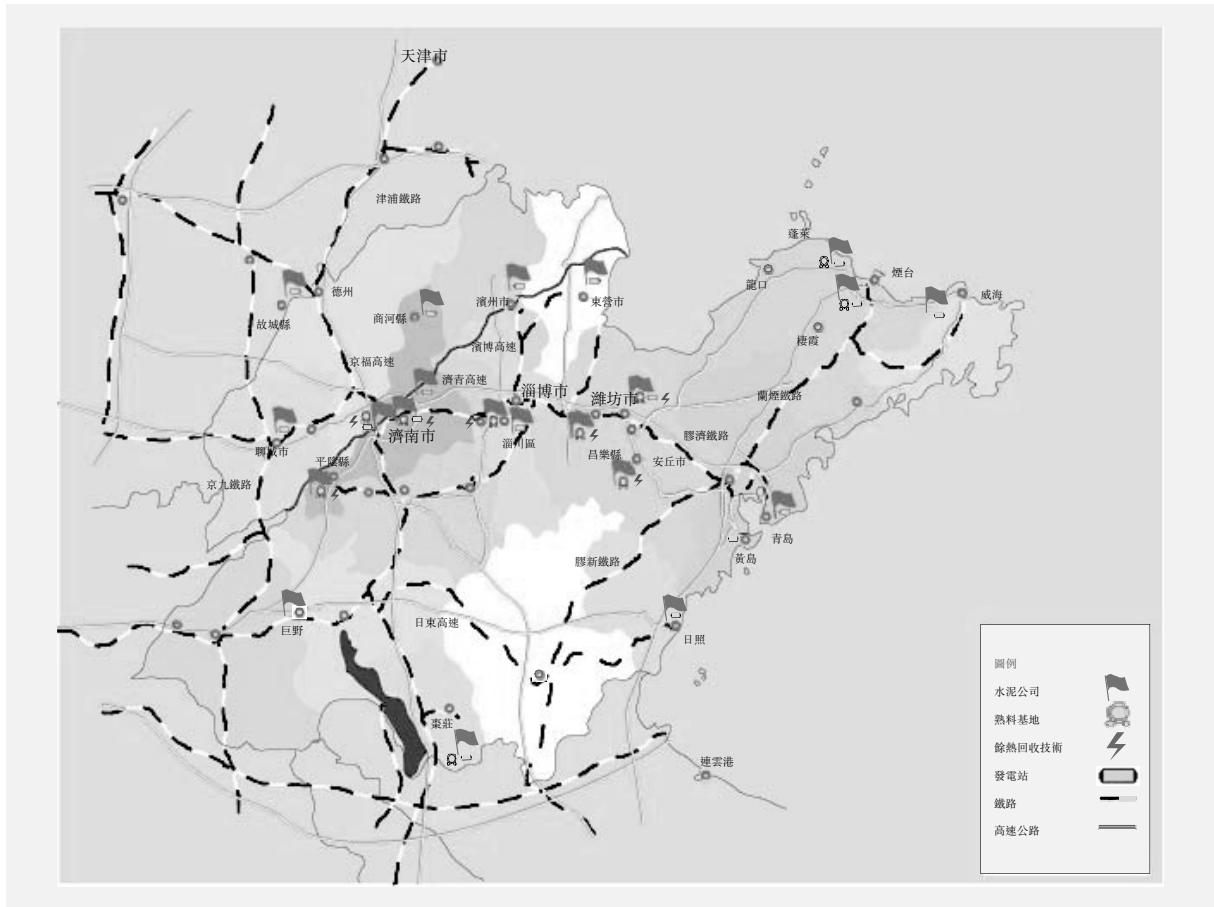 天津市
津浦鐵路
蓬萊
煙台
龍口
威海
德州
濱州市
東營市
故城縣
商河縣
棲霞
濱博高速
京福高速
濟青高速
淄博市
蘭煙鐵路
濰坊市
濟南市
膠濟鐵路
淄川區
聊城市
昌樂縣
安丘市
平陰縣
京九鐵路
青島
黃島
膠新鐵路
日東高速
巨野
日照
棗莊
連雲港
圖例
水泥公司
熟料基地
餘熱回收技術
發電站
鐵路
高速公路